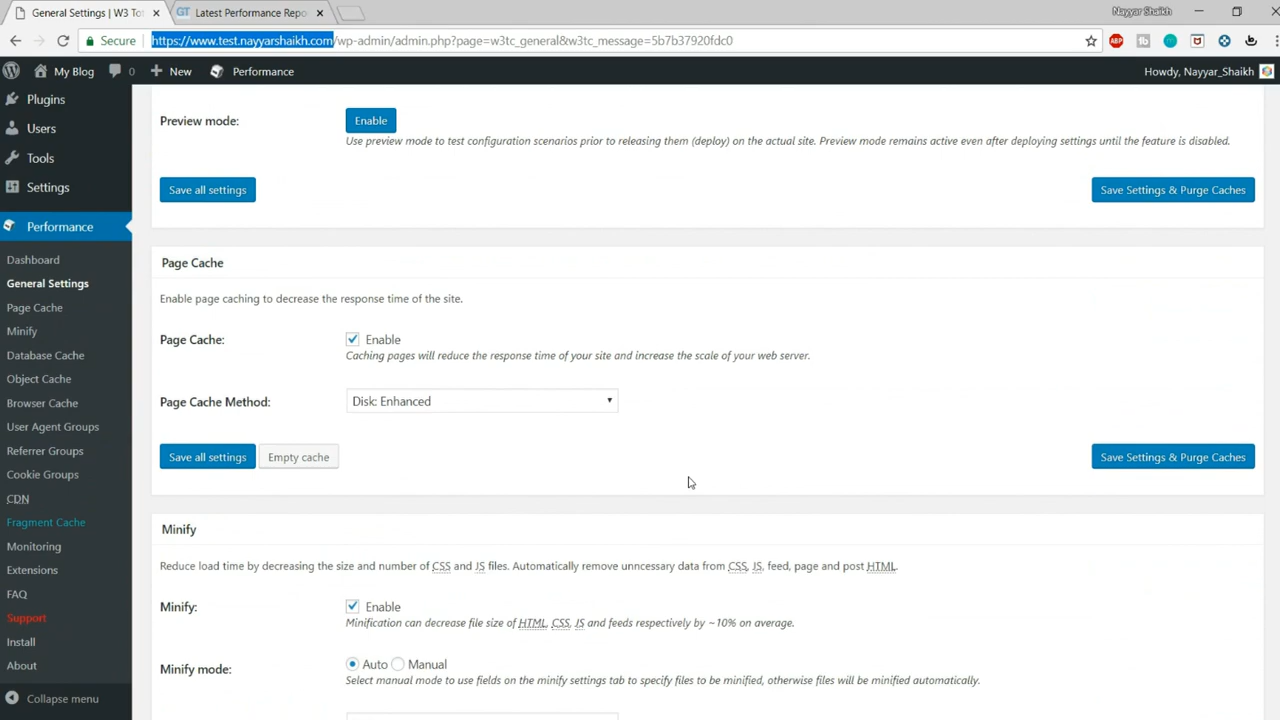 General Settings | W3 Tot
Latest Performance Repo
Nayyar Shaikh
Secure
https://www.test.nayyarshaikh.com/wp-admin/admin.php?page=w3tc_general&w3tc_message=5b7b37920fdc0
My Blog
0
New
Performance
Howdy, Nayyar_Shaikh
Plugins
Users
Tools
Settings
Performance
Dashboard
General Settings
Page Cache
Minify
Database Cache
Object Cache
Browser Cache
User Agent Groups
Referrer Groups
Cookie Groups
CDN
Fragment Cache
Monitoring
Extensions
FAQ
Support
Install
About
Collapse menu
Preview mode:
Enable
Use preview mode to test configuration scenarios prior to releasing them (deploy) on the actual site. Preview mode remains active even after deploying settings until the feature is disabled.
Save all settings
Save Settings & Purge Caches
Page Cache
Enable page caching to decrease the response time of the site.
Page Cache:
Enable
Caching pages will reduce the response time of your site and increase the scale of your web server.
Page Cache Method:
Disk: Enhanced
Save all settings
Empty cache
Save Settings & Purge Caches
Minify
Reduce load time by decreasing the size and number of CSS and JS files. Automatically remove unncessary data from CSS, JS, feed, page and post HTML.
Minify:
Enable
Minification can decrease file size of HTML, CSS, JS and feeds respectively by ~10% on average.
Minify mode:
Auto
Manual
Select manual mode to use fields on the minify settings tab to specify files to be minified, otherwise files will be minified automatically.
GT
ABP